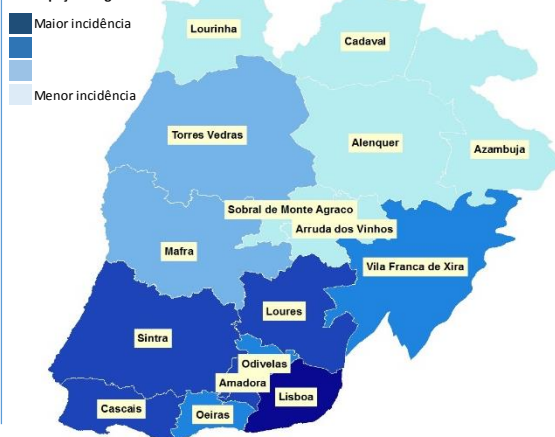 Maior incidência
Menor incidência
Lourinha
Cadaval
Torres Vedras
Alenquer
Azambuja
Sobral de Monte Agraco
Arruda dos Vinhos
Mafra
Vila Franca de Xira
Loures
Sintra
Odivelas
Amadora
Lisboa
Cascais
Oeiras